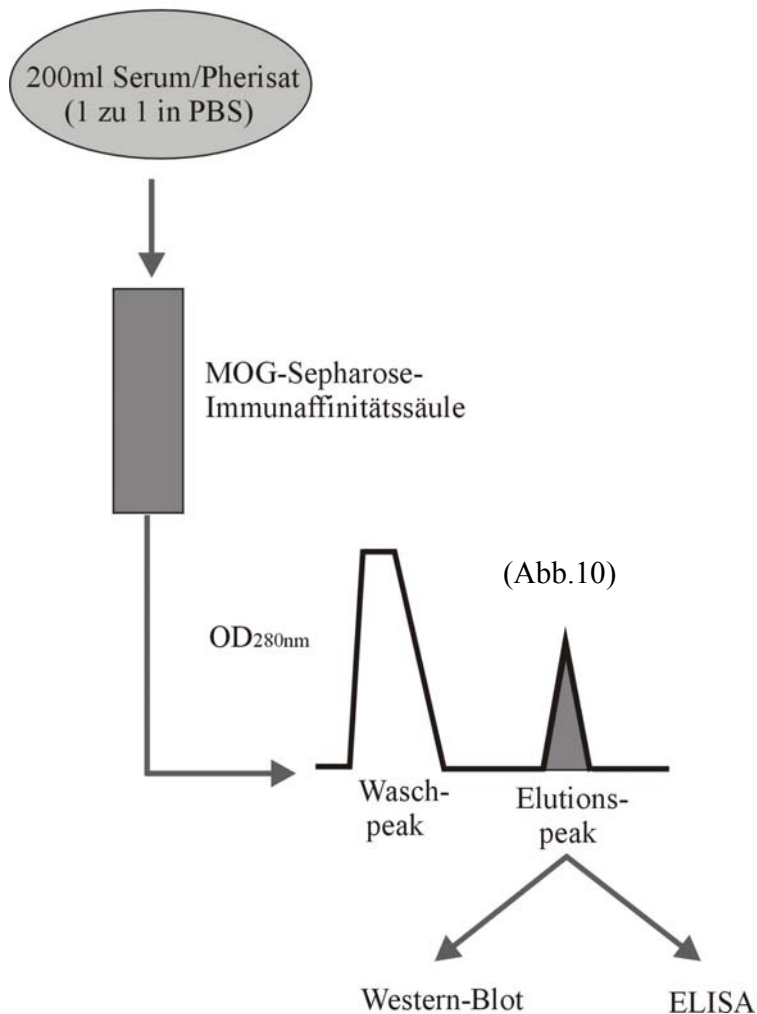 200ml Serum/Pherisat
(1 zu 1 in PBS)
MOG-Sepharose-
Immunaffinitätssäule
(Abb.10)
OD280nm
Wasch-
peak
Elutions-
peak
Western-Blot
ELISA